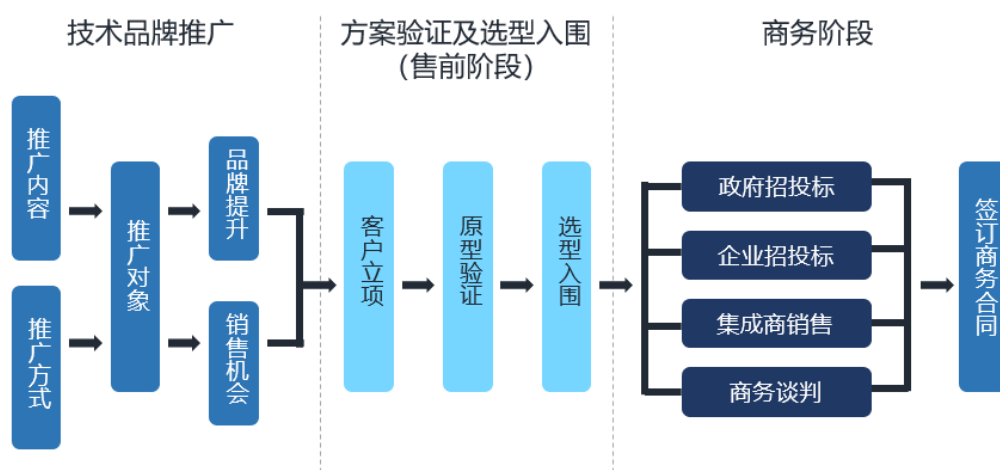 技术品牌推广
方案验证及选型入围
（售前阶段）
商务阶段
推广内容
推广方式
推广对象
品牌提升
销售机会
客户立项
原型验证
选型入围
政府招投标
企业招投标
集成商销售
商务谈判
签订商务合同